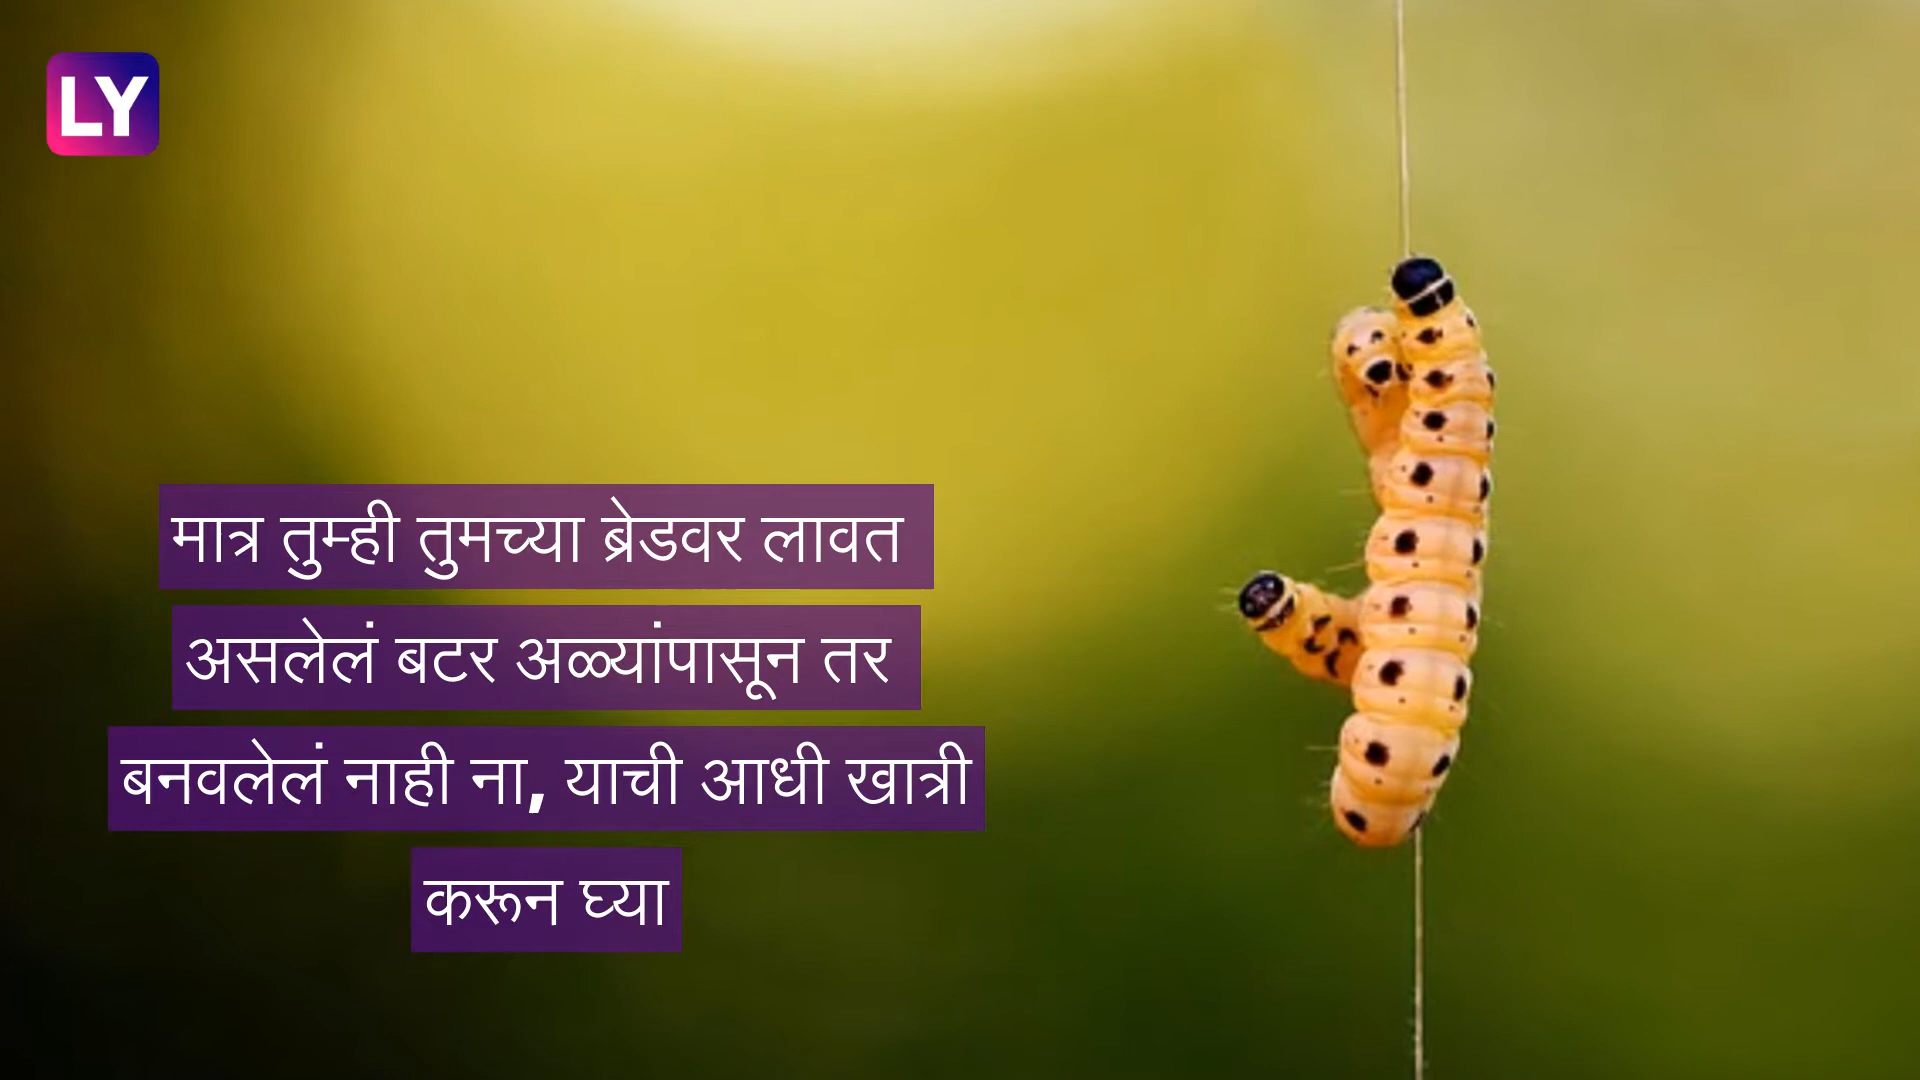 LY
मात्र तुम्ही तुमच्या ब्रेडवर लावत
असलेलं बटर अळ्यांपासून तर
बनवलेलं नाही ना, याची आधी खात्री
करून घ्या